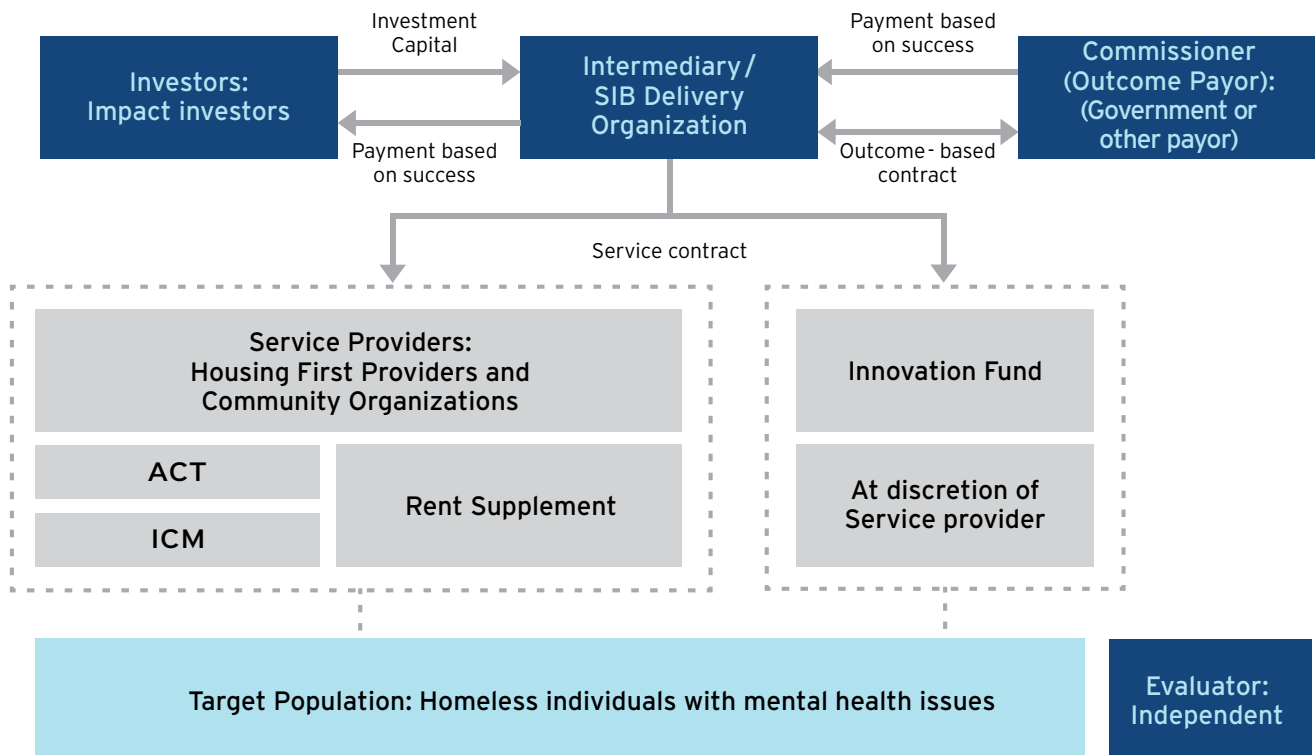 Investment
Capital
Payment based
on success
Investors:
Impact investors
Intermediary/
SIB Delivery
Organization
Commissioner
(Outcome Payor):
(Government or
other payor)
Payment based
on success
Outcome-based
contract
Service contract
Service Providers:
Housing First Providers and
Community Organizations
Innovation Fund
ACT
ICM
Rent Supplement
At discretion of
Service provider
Target Population: Homeless individuals with mental health issues
Evaluator:
Independent